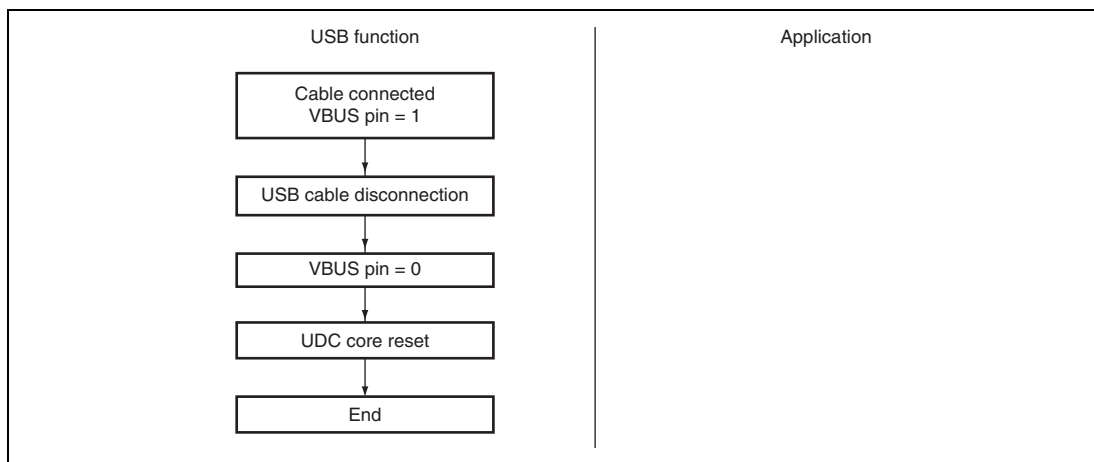 USB function
Application
Cable connected
VBUS pin = 1
USB cable disconnection
VBUS pin = 0
UDC core reset
End